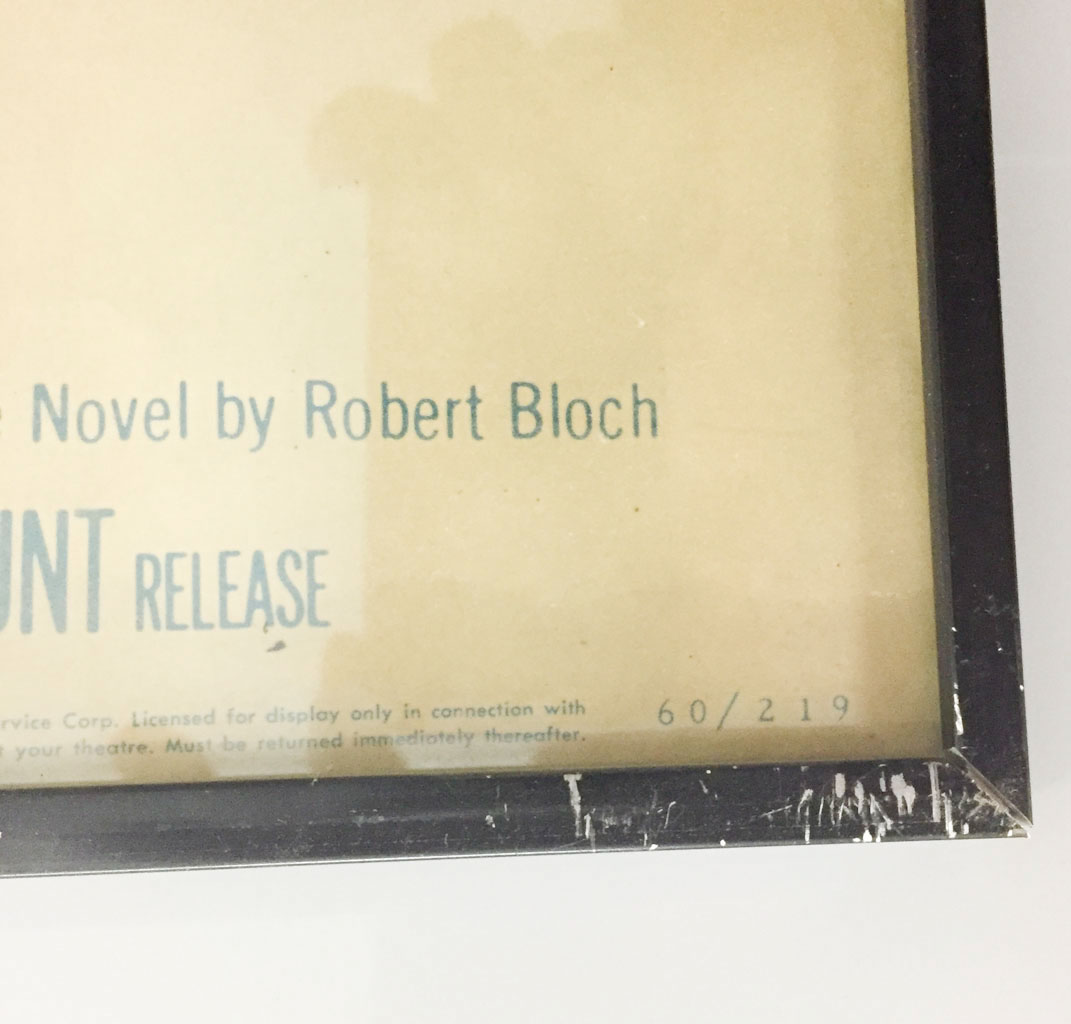 Novel by Robert Bloch
RELEASE
Corp. Licensed for display only in connection with
your theatre. Must be returned immediately thereafter.
60/219